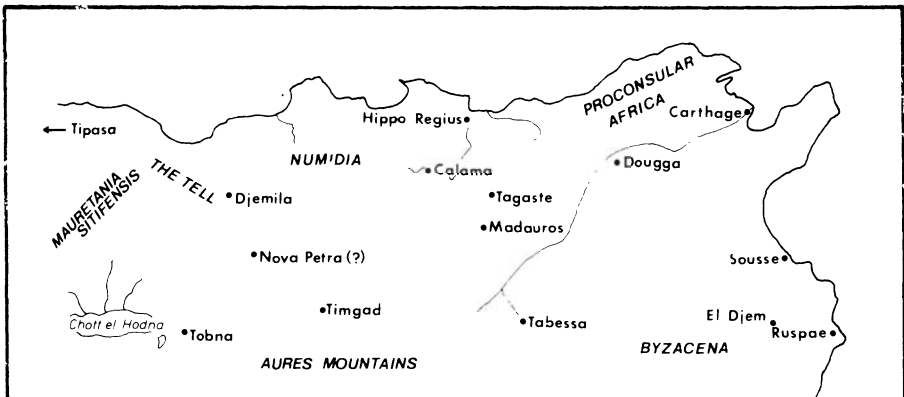 PROCONSULAR
AFRICA
Carthage
Hippo Regius
Tipasa
NUMIDIA
Calama
Dougga
THE TELL
MAURETANIA
SITIFENSIS
Djemila
Tagaste
Madauros
Nova Petra (?)
Sousse
Chott el Hodna
Timgad
Tobna
Tabessa
El Djem
Ruspae
AURES MOUNTAINS
BYZACENA